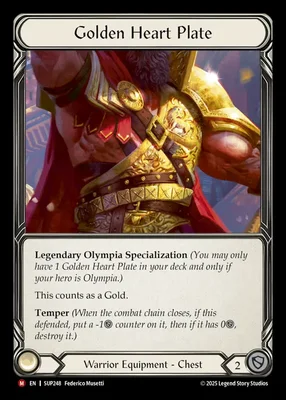 Golden Heart Plate
Legendary Olympia Specialization (You may only
have 1 Golden Heart Plate in your deck and only if
your hero is Olympia.)
This counts as a Gold.
Temper (When the combat chain closes, if this
defended, put a -1 counter on it, then if it has 0,
destroy it.)
Warrior Equipment - Chest
2
M EN | SUP248 Federico Musetti
©2025 Legend Story Studios